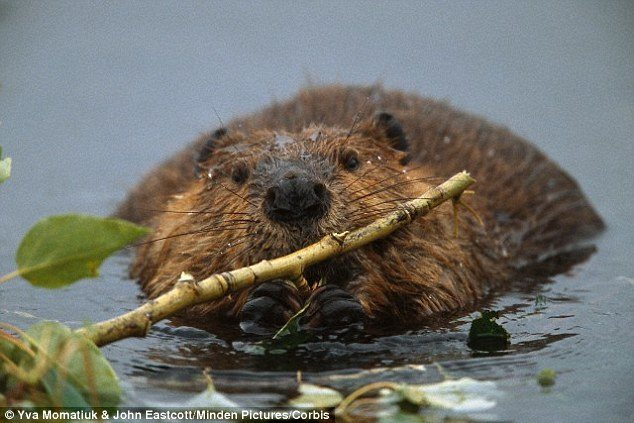 © Yva Momatiuk & John Eastcott/Minden Pictures/Corbis